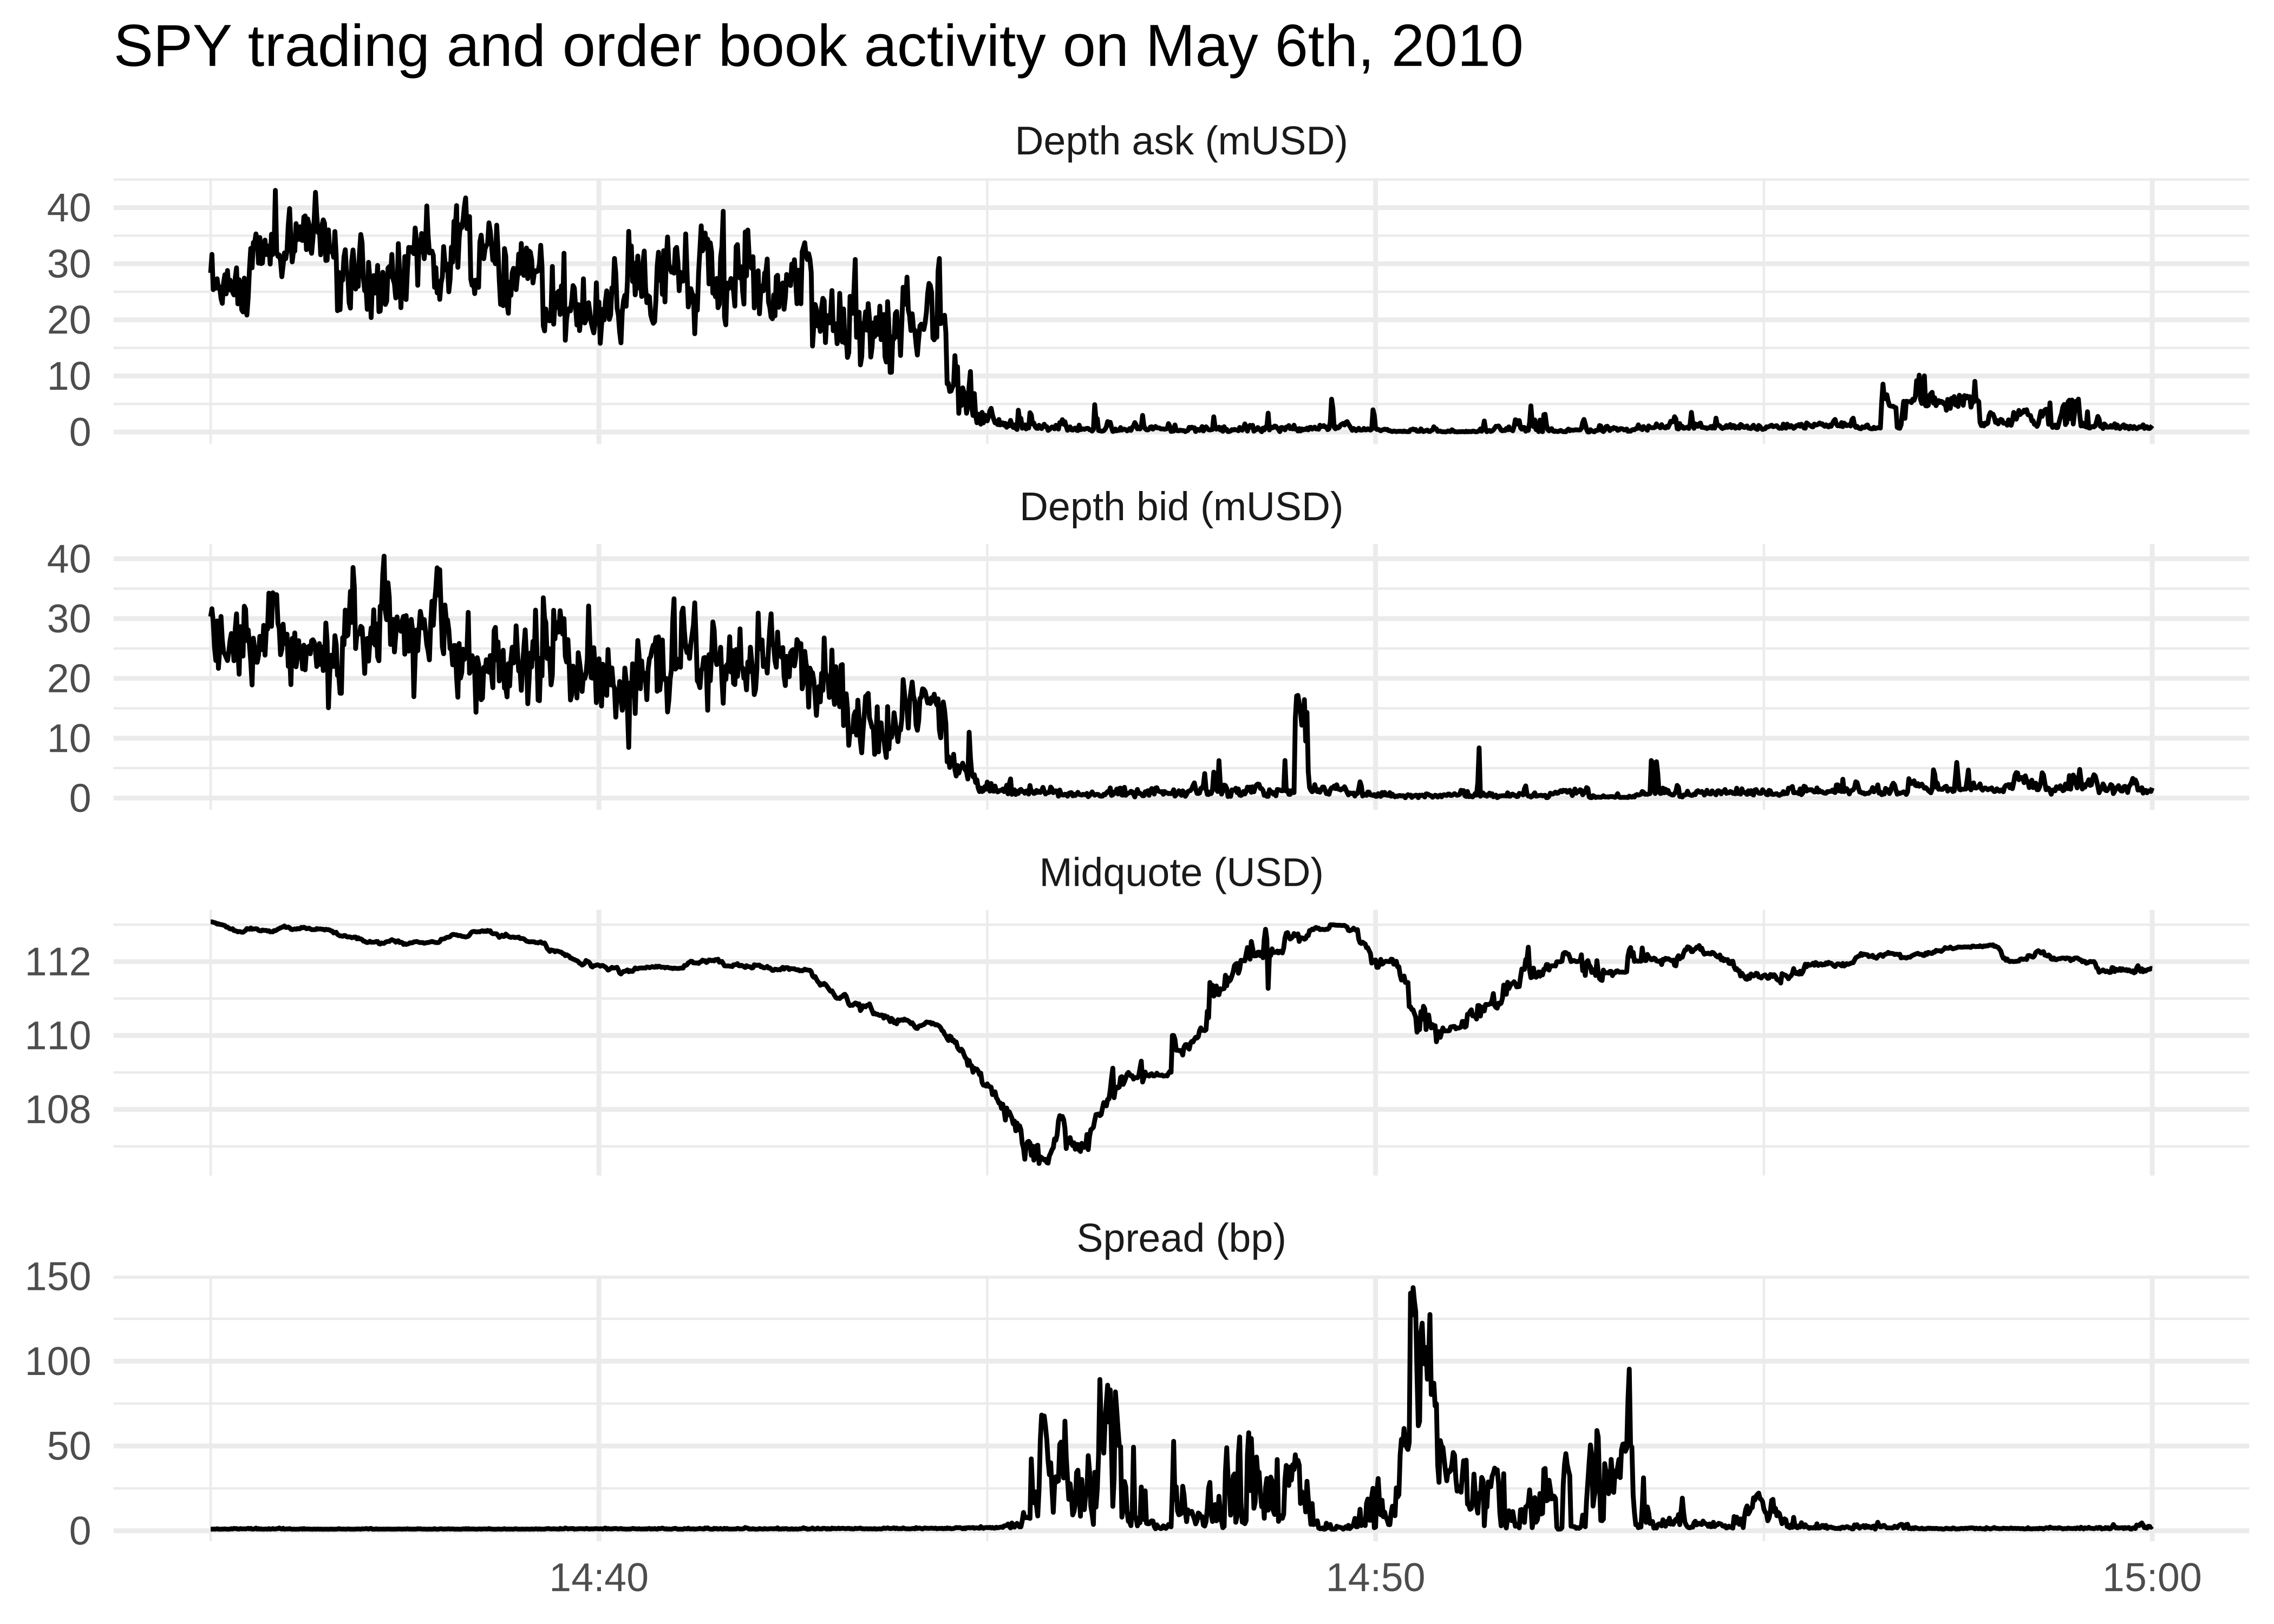 SPY trading and order book activity on May 6th, 2010
Depth ask (mUSD)
40
30
20
10
0
Depth bid (mUSD)
40
30
20
10
0
Midquote (USD)
112
110
108
Spread (bp)
150
100
50
0
14:40 14:50 15:00